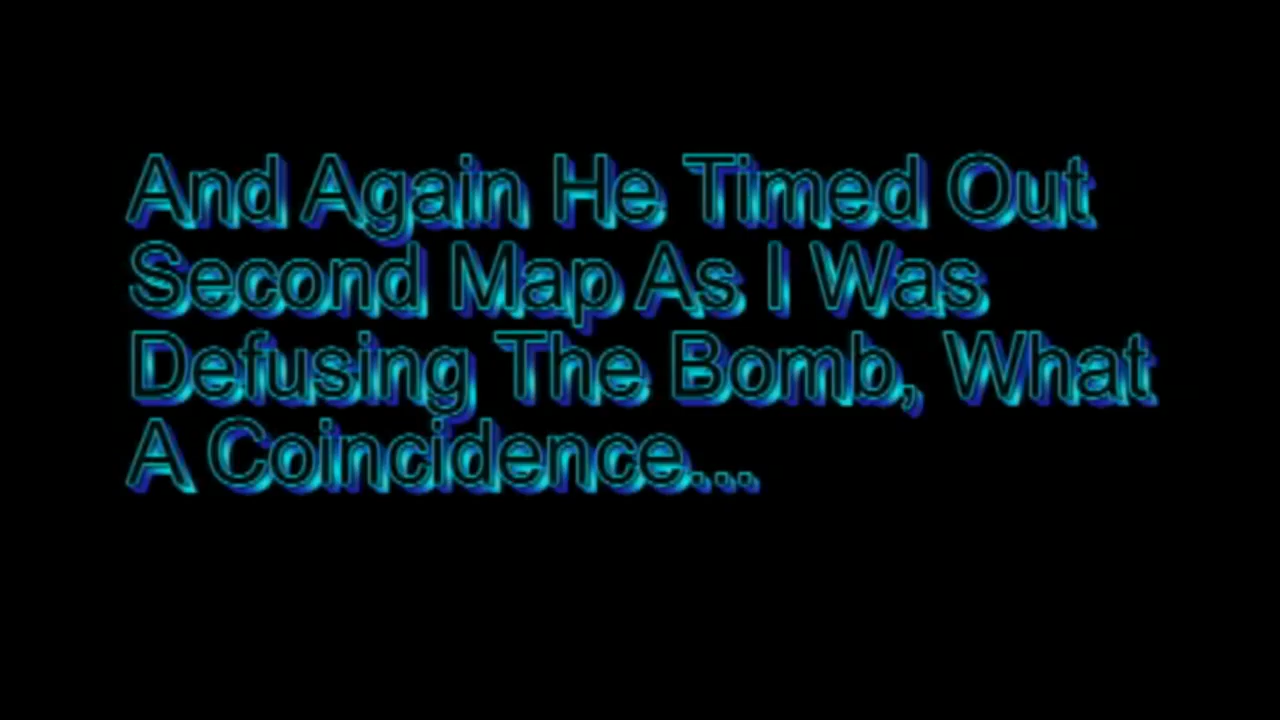 And Again He Timed Out
Second Map As I Was
Defusing The Bomb, What
A Coincidence....